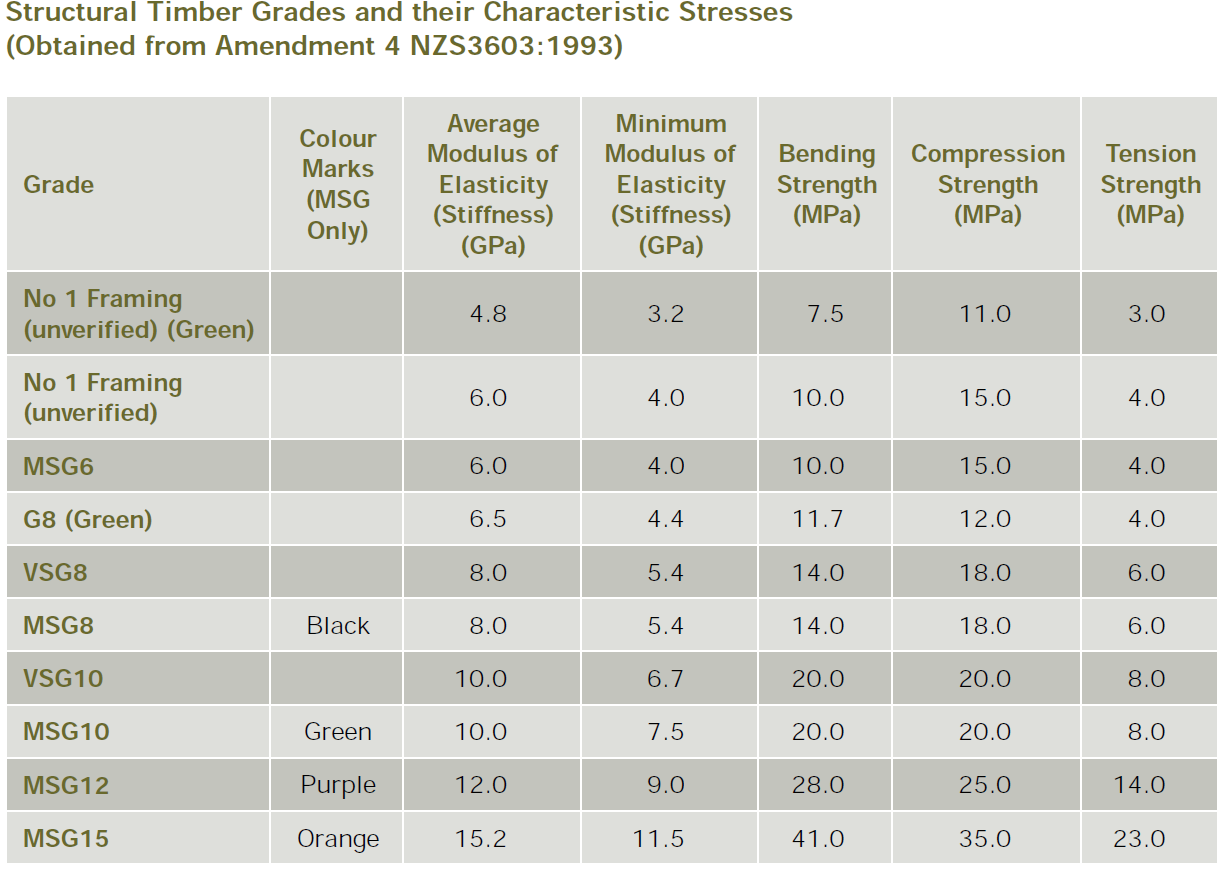 Structural Timber Grades and their Characteristic Stresses
(Obtained from Amendment 4 NZS3603:1993)
Grade
Colour
Marks
(MSG
Only)
Average
Modulus of
Elasticity
(Stiffness)
(GPa)
Minimum
Modulus of
Elasticity
(Stiffness)
(GPa)
Bending
Strength
(MPa)
Compression
Strength
(MPa)
Tension
Strength
(MPa)
No 1 Framing
(unverified) (Green)
4.8 3.2 7.5 11.0 3.0
No 1 Framing
(unverified)
6.0 4.0 10.0 15.0 4.0
MSG6 6.0 4.0 10.0 15.0 4.0
G8 (Green) 6.5 4.4 11.7 12.0 4.0
VSG8 8.0 5.4 14.0 18.0 6.0
MSG8 Black 8.0 5.4 14.0 18.0 6.0
VSG10 10.0 6.7 20.0 20.0 8.0
MSG10 Green 10.0 7.5 20.0 20.0 8.0
MSG12 Purple 12.0 9.0 28.0 25.0 14.0
MSG15 Orange 15.2 11.5 41.0 35.0 23.0